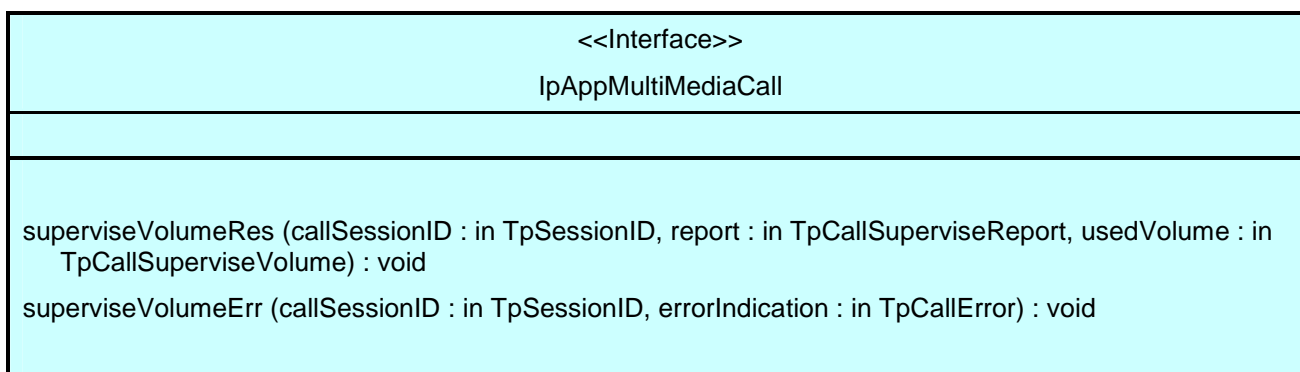 <<Interface>>
IpAppMultiMediaCall
superviseVolumeRes (callSessionID : in TpSessionID, report : in TpCallSuperviseReport, usedVolume : in
TpCallSuperviseVolume) : void
superviseVolumeErr (callSessionID : in TpSessionID, errorIndication : in TpCallError) : void